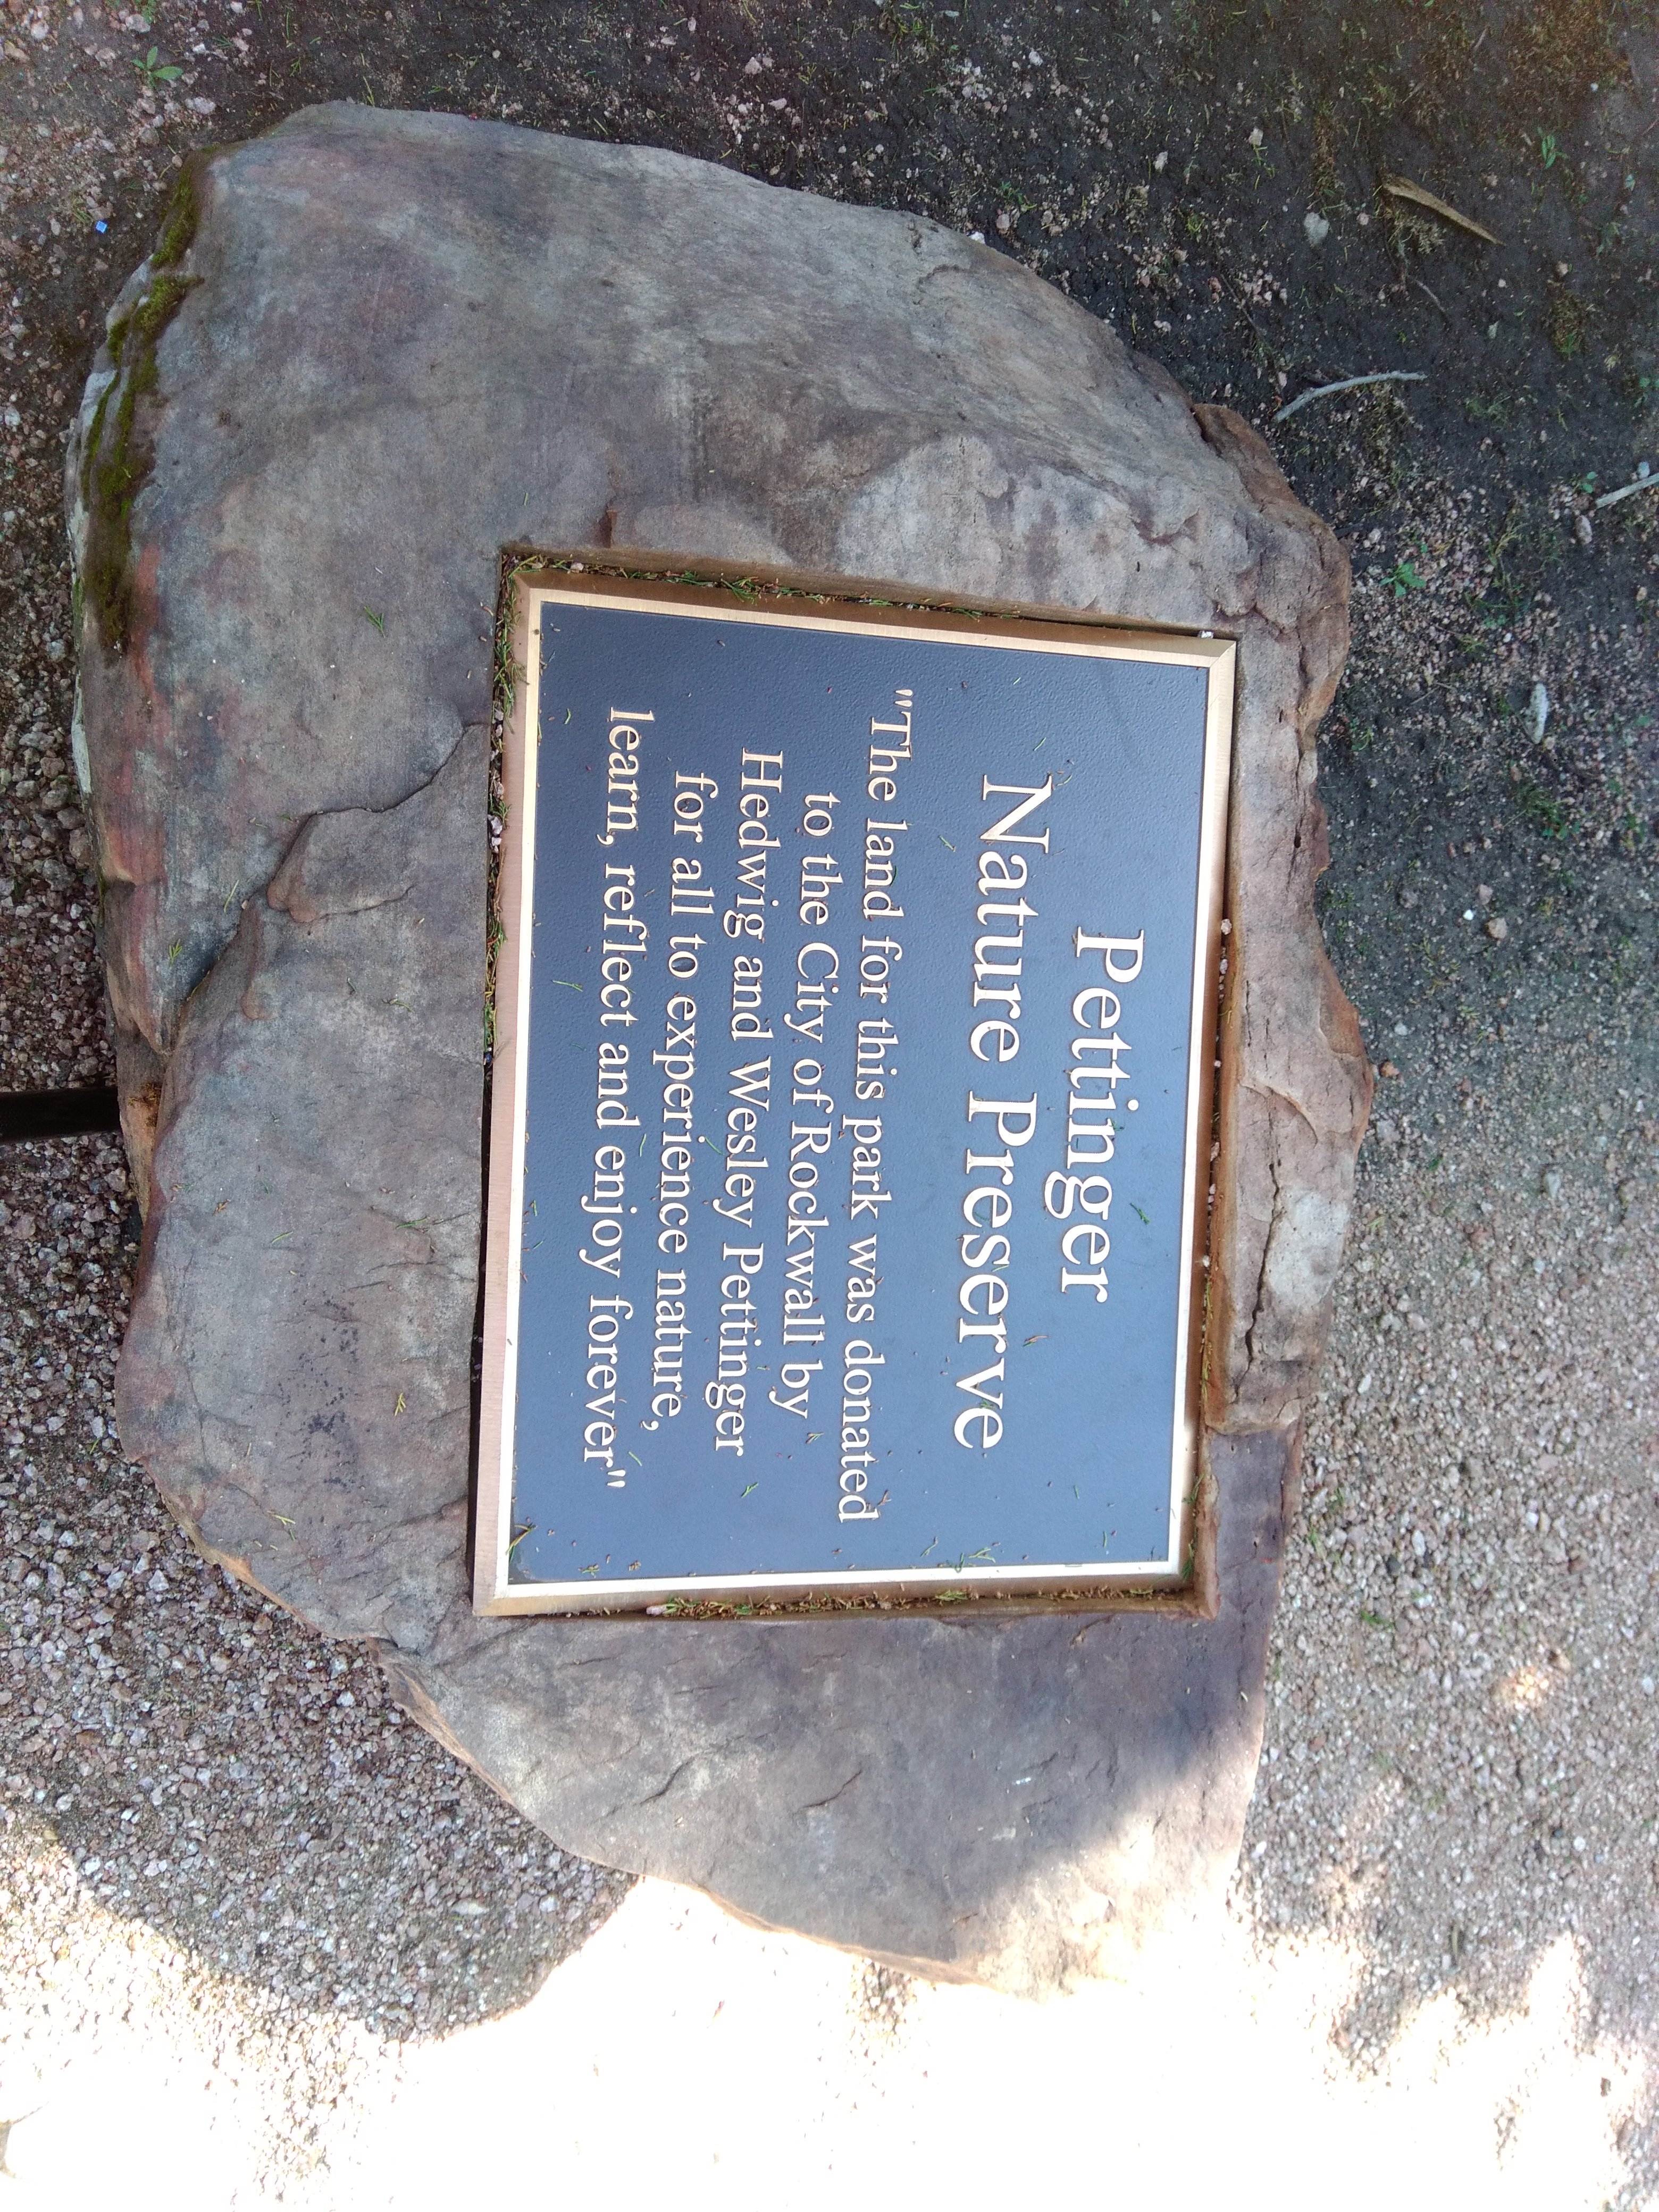 Pettinger
Nature Preserve
"The land for this park was donated
to the City of Rockwall by
Hedwig and Wesley Pettinger
for all to experience nature,
learn, reflect and enjoy forever"